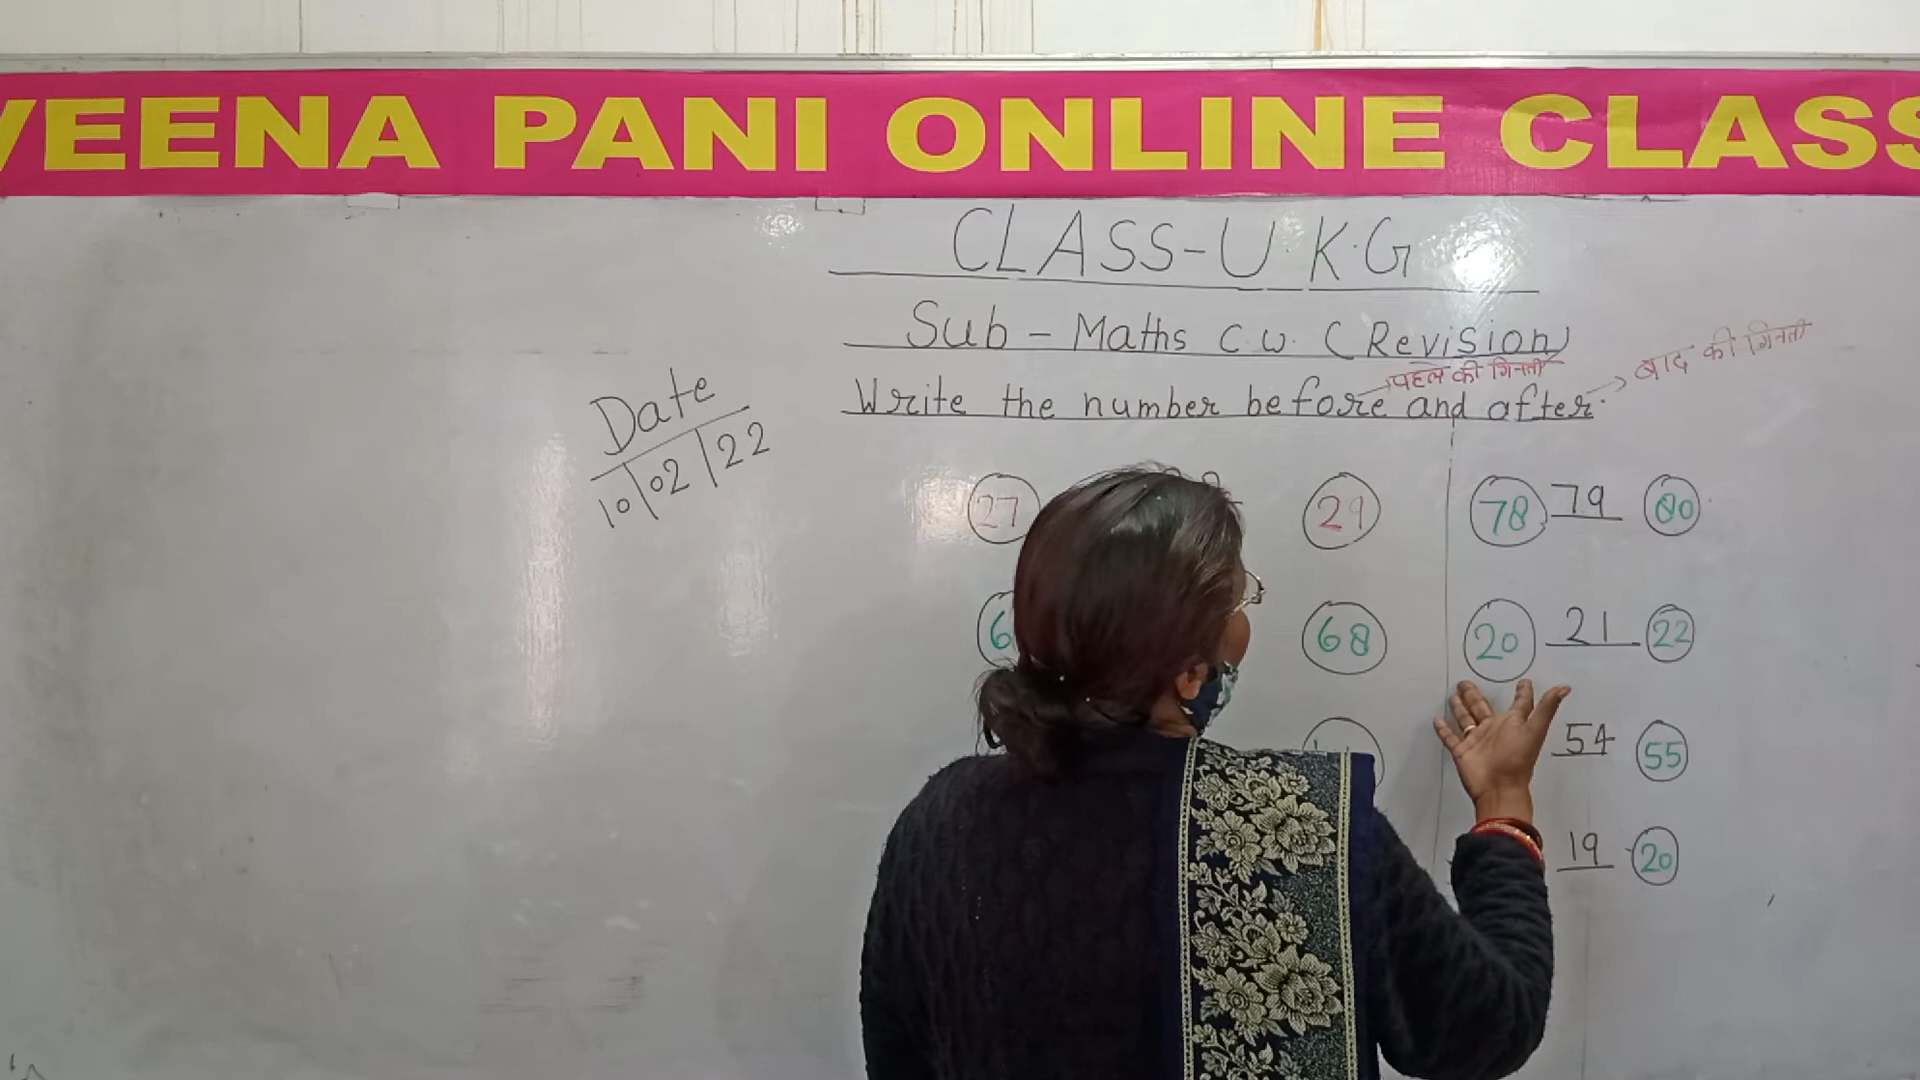 VEENA PANI ONLINE CLASS
CLASS-U.K.G
Sub - Maths C.W. (Revision)
पहले की गिनती
बाद की गिनती
Write the number before and after.
Date
10/02/22
27 29 78 79 80
68 20 21 22
54 55
19 20